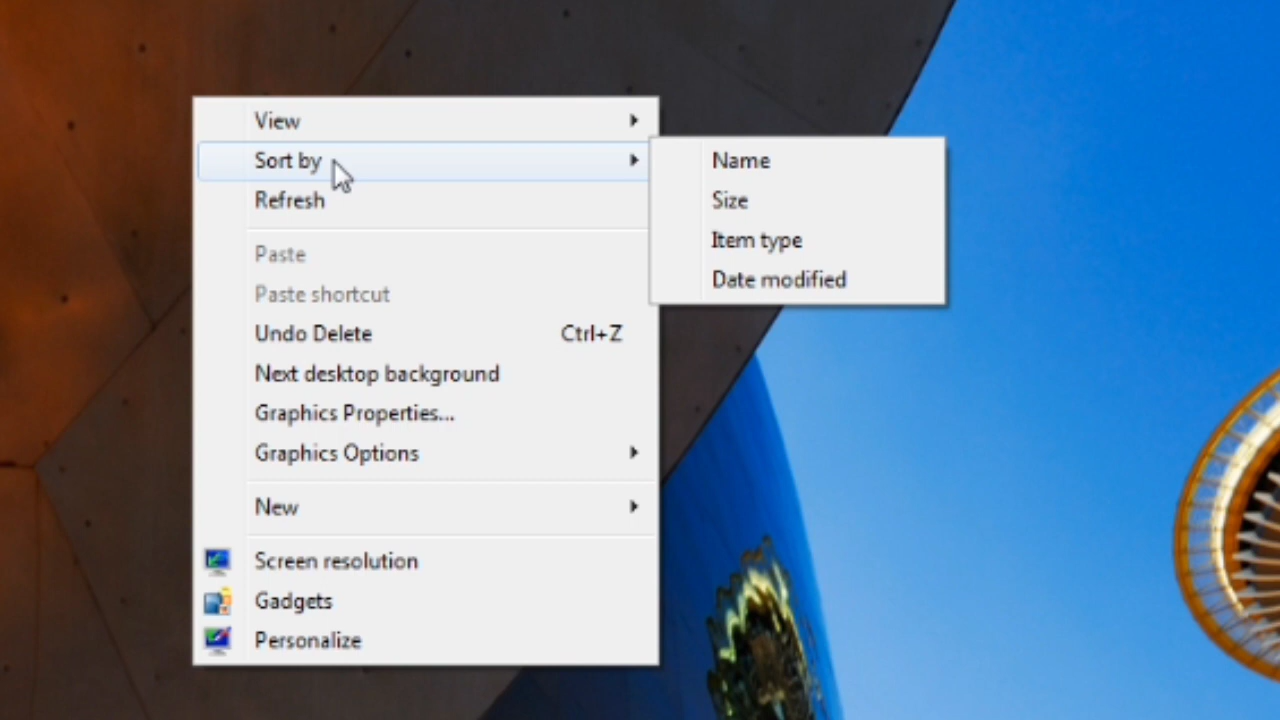 View
Sort by
Refresh
Paste
Paste shortcut
Undo Delete Ctrl+Z
Next desktop background
Graphics Properties...
Graphics Options
New
Screen resolution
Gadgets
Personalize
Name
Size
Item type
Date modified